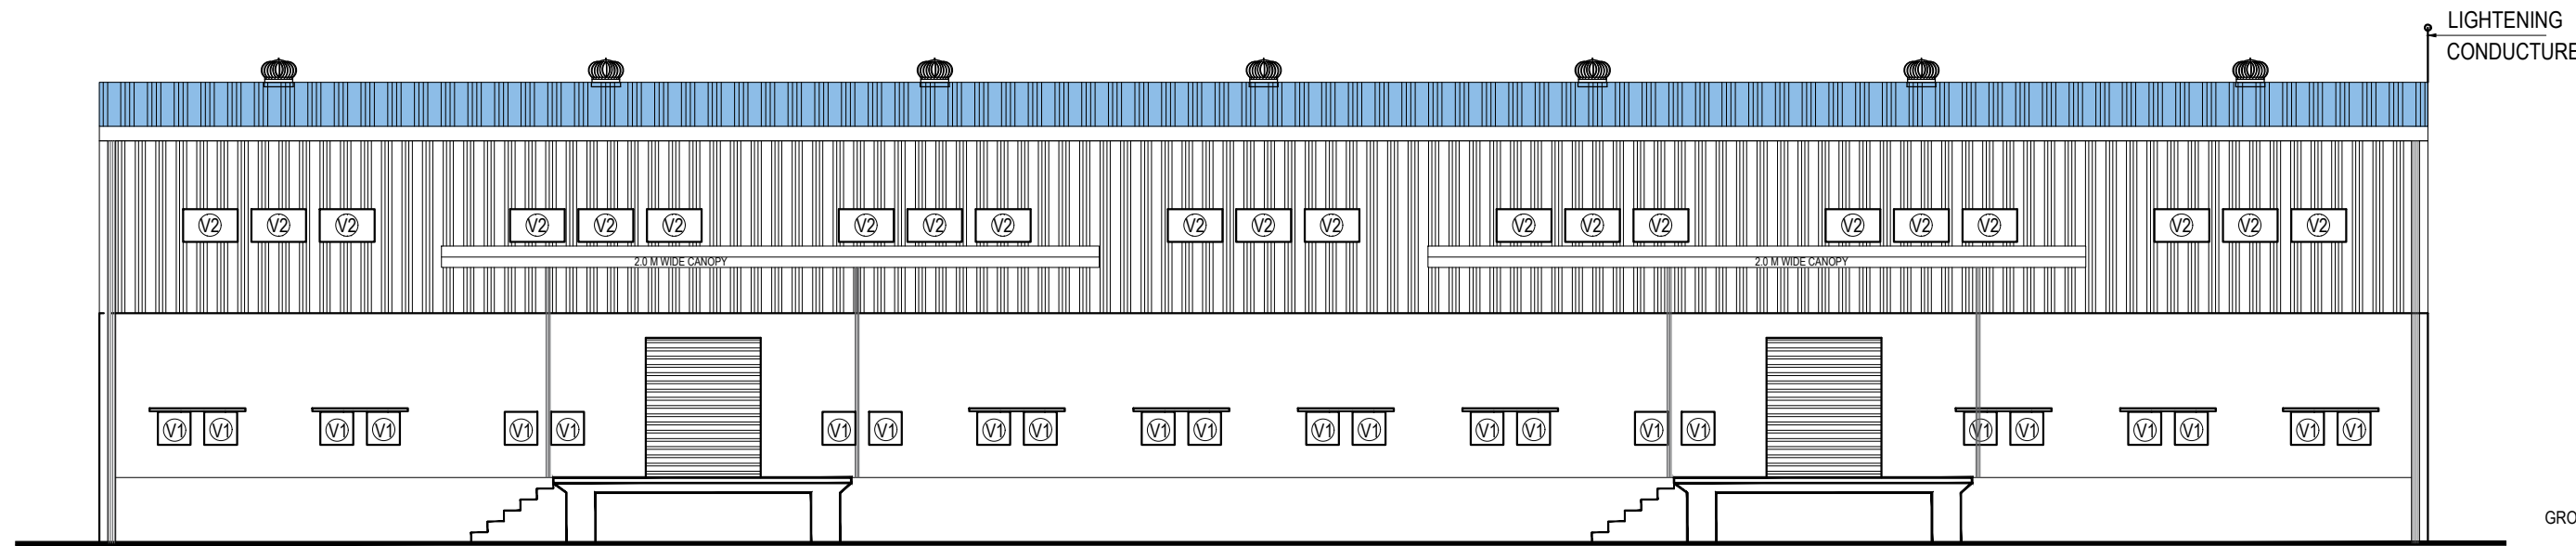 LIGHTENING
CONDUCTURE
V2 V2 V2 V2 V2 V2 V2 V2 V2 V2 V2 V2 V2 V2 V2 V2 V2 V2 V2 V2 V2
2.0 M WIDE CANOPY 2.0 M WIDE CANOPY
V1 V1 V1 V1 V1 V1 V1 V1 V1 V1 V1 V1 V1 V1 V1 V1 V1 V1 V1 V1 V1 V1 V1 V1
GRO